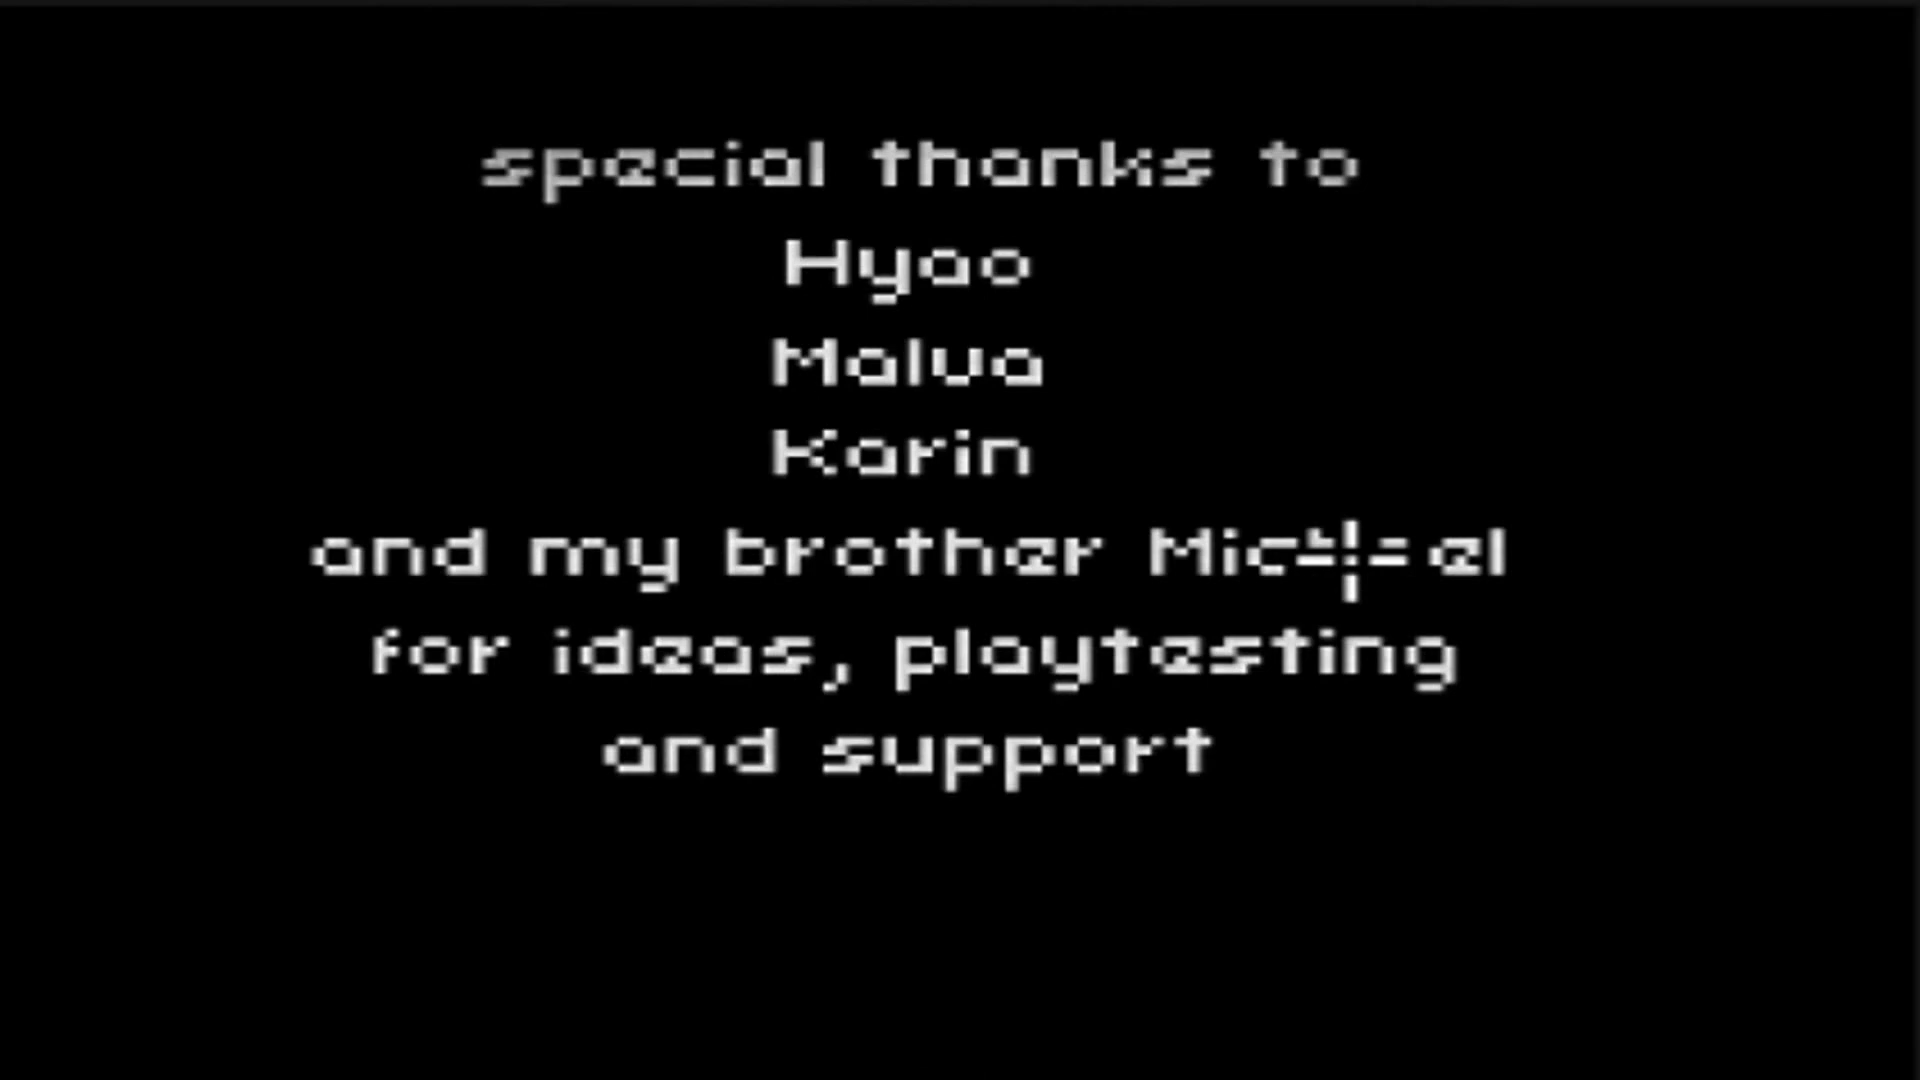 special thanks to
Hyao
Malva
Karin
and my brother
for ideas, playtesting
and support